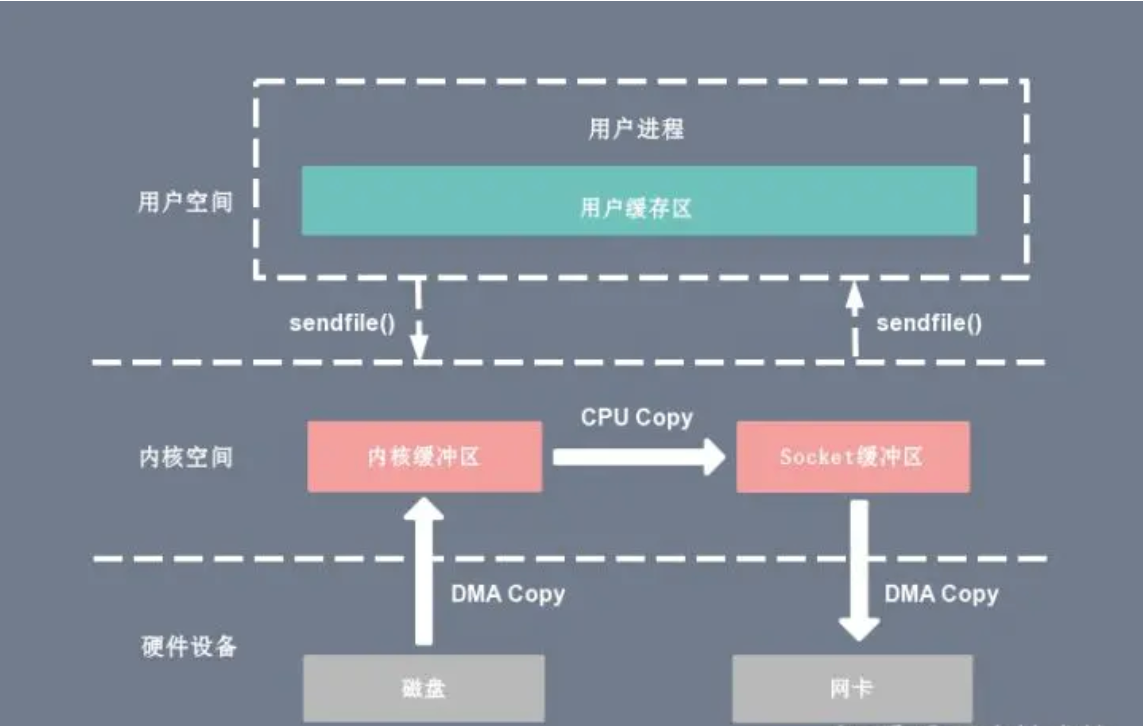 用户进程
用户空间
用户缓存区
sendfile()
sendfile()
CPU Copy
内核空间
内核缓冲区
Socket缓冲区
DMA Copy
DMA Copy
硬件设备
磁盘
网卡